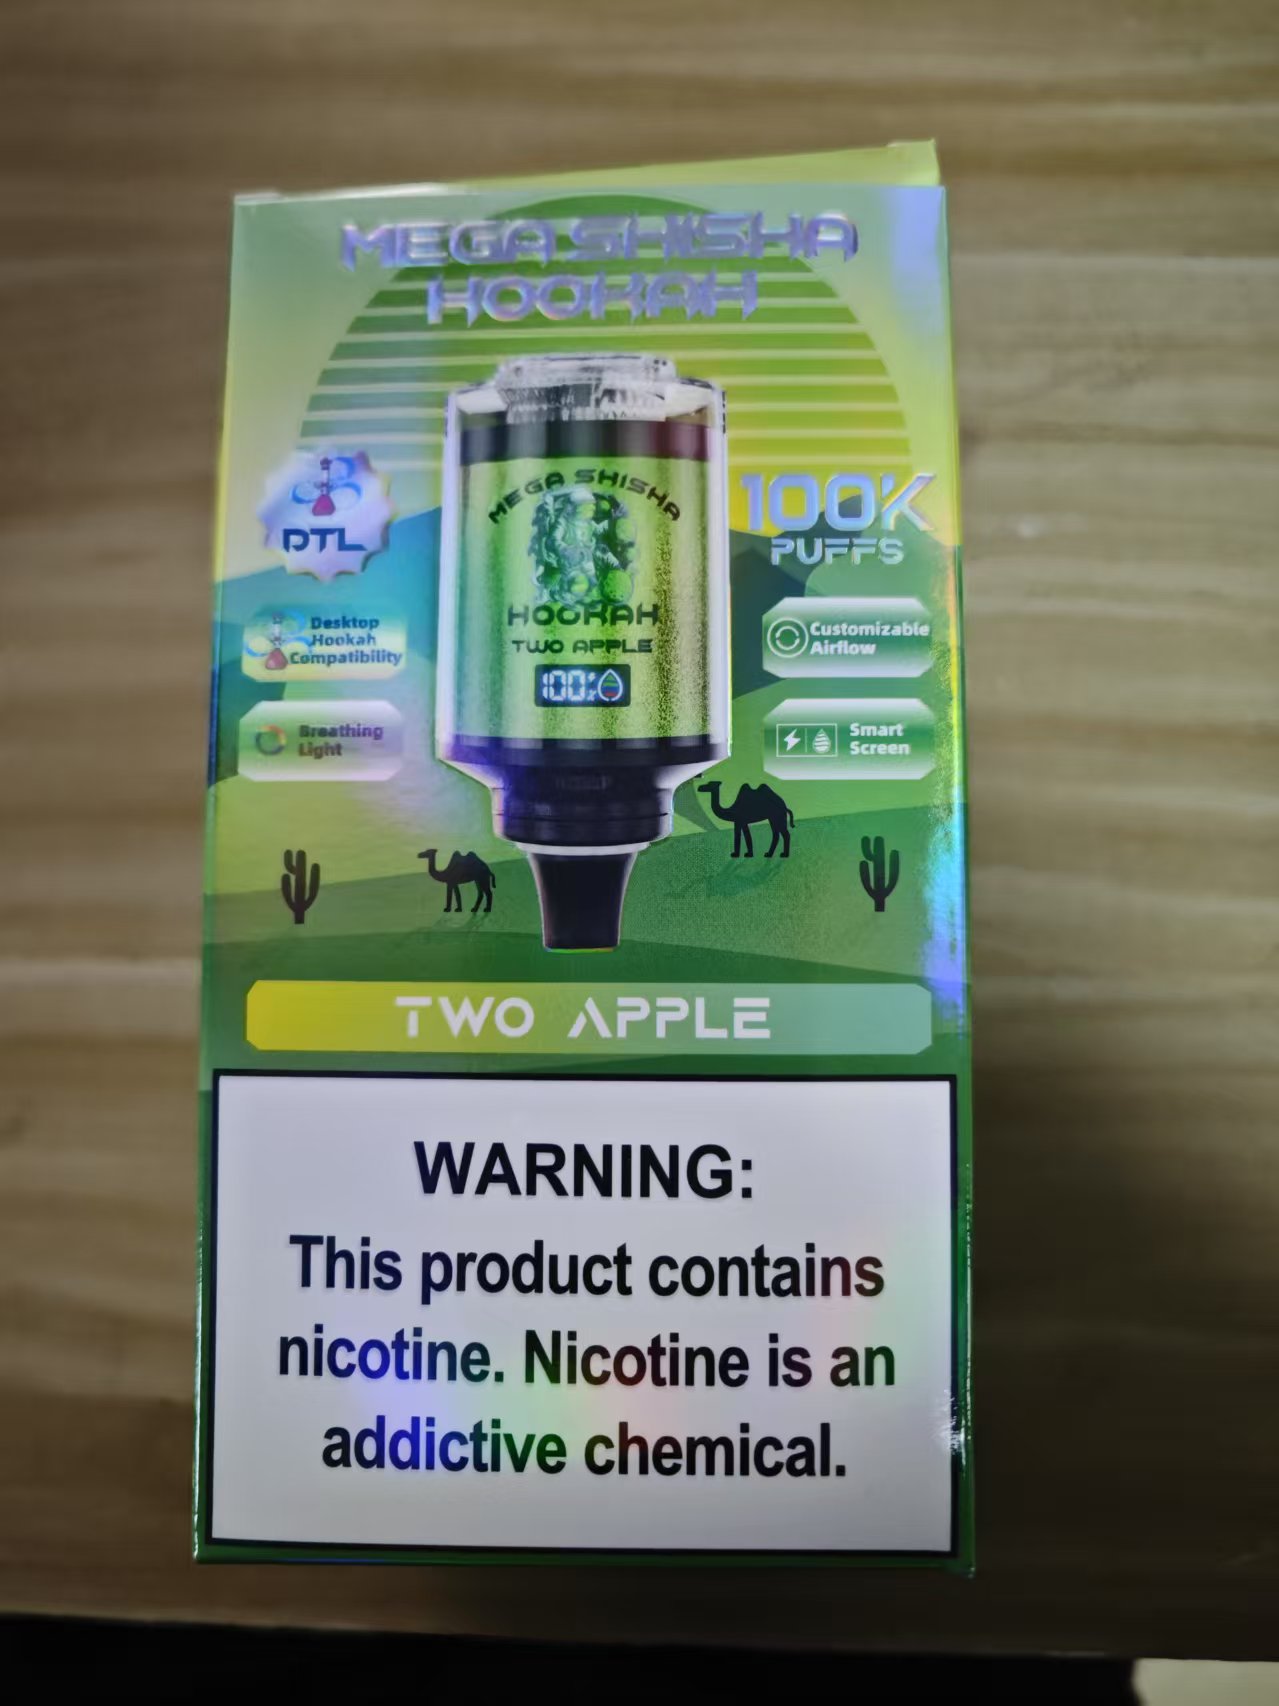 MEGA SHISHA
HOOKAH
DTL
100K
PUFFS
Desktop
Hookah
Compatibility
Customizable
Airflow
Breathing
Light
Smart
Screen
MEGA SHISHA
HOOKAH
TWO APPLE
100%
TWO APPLE
WARNING:
This product contains
nicotine. Nicotine is an
addictive chemical.